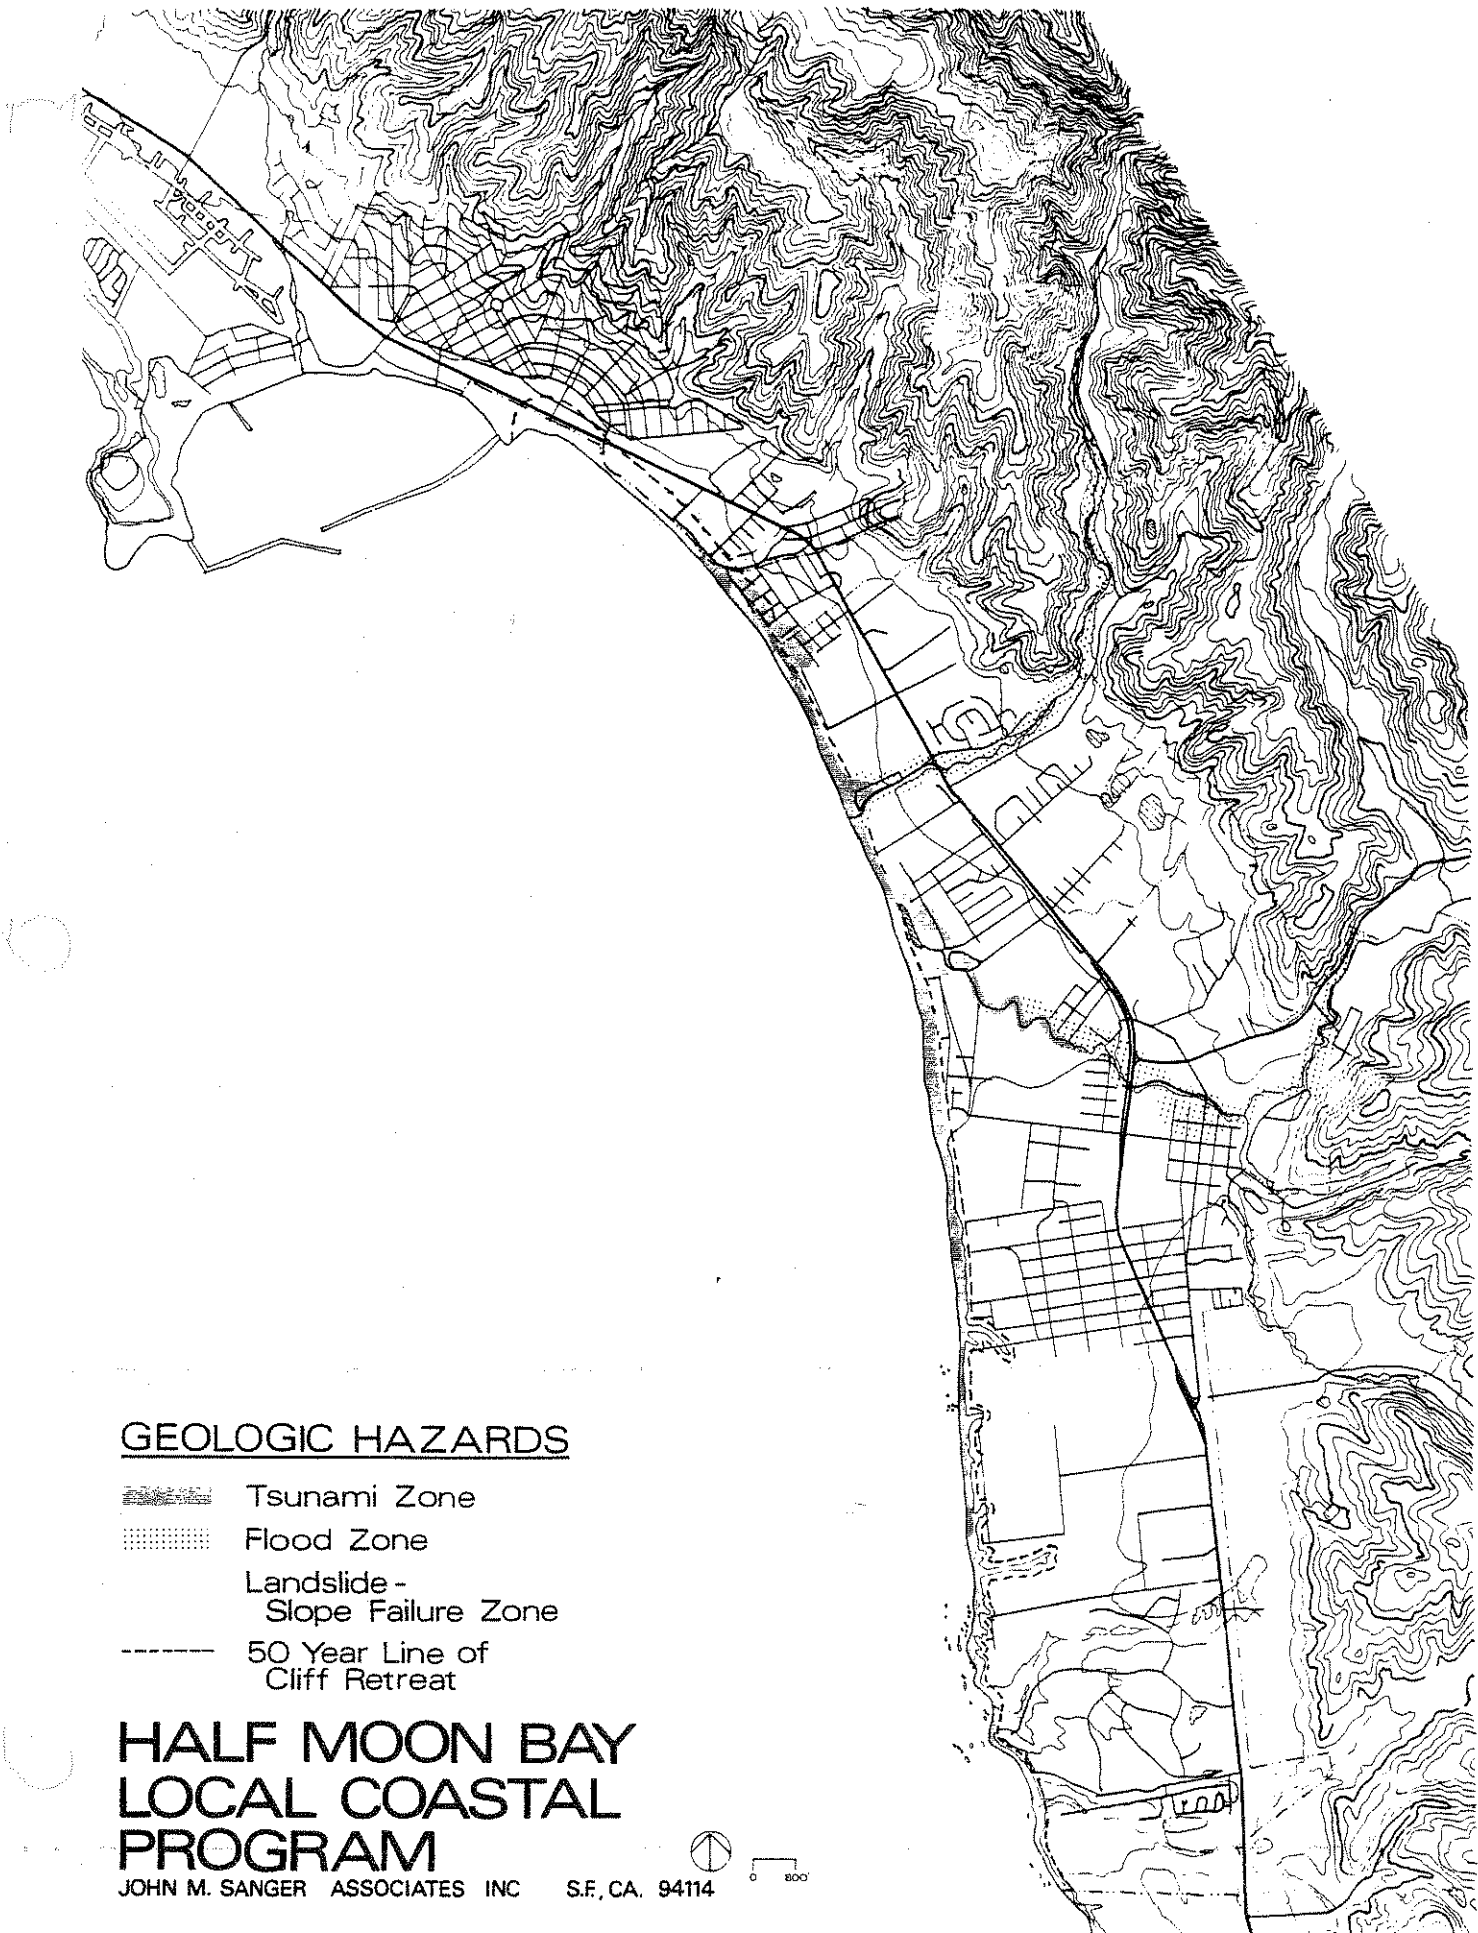 GEOLOGIC HAZARDS
Tsunami Zone
Flood Zone
Landslide -
Slope Failure Zone
50 Year Line of
Cliff Retreat
HALF MOON BAY
LOCAL COASTAL
PROGRAM
JOHN M. SANGER ASSOCIATES INC S.F., CA. 94114
0 800'